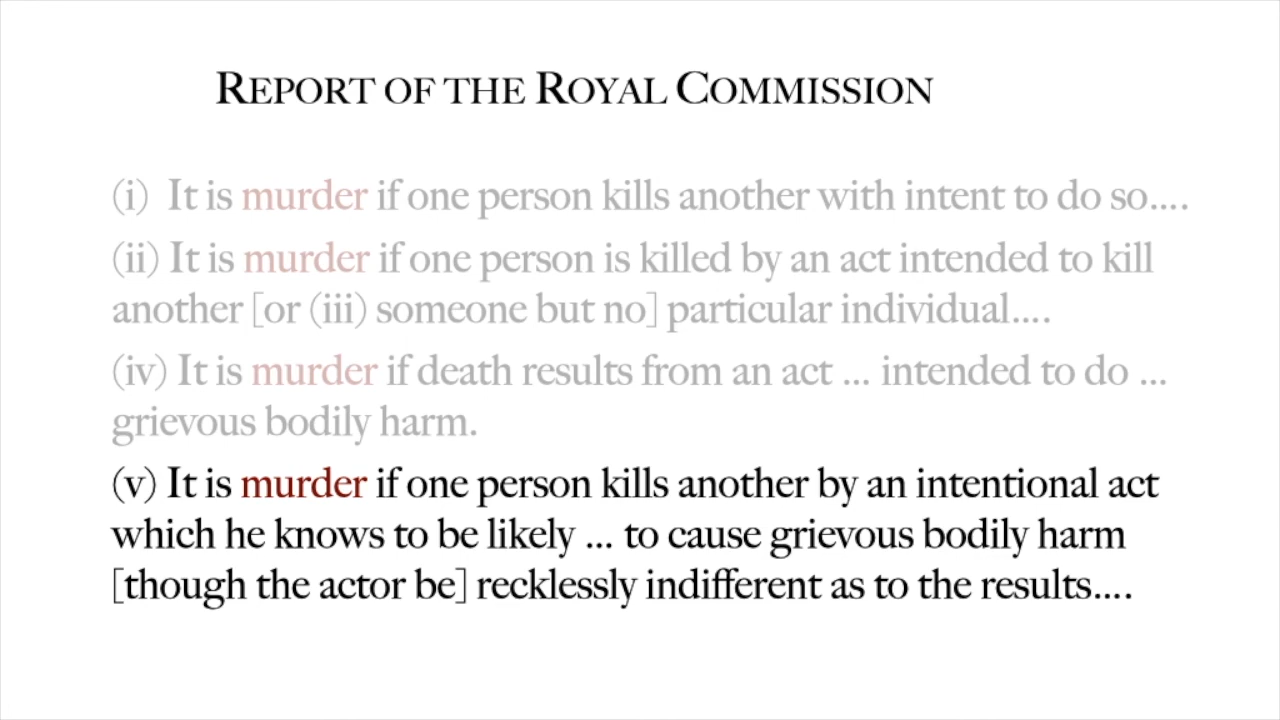 REPORT OF THE ROYAL COMMISSION
(i) It is murder if one person kills another with intent to do so....
(ii) It is murder if one person is killed by an act intended to kill
another [or (iii) someone but no] particular individual....
(iv) It is murder if death results from an act ... intended to do ...
grievous bodily harm.
(v) It is murder if one person kills another by an intentional act
which he knows to be likely ... to cause grievous bodily harm
[though the actor be] recklessly indifferent as to the results....